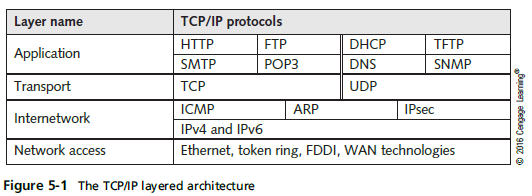 Layer name TCP/IP protocols
Application HTTP FTP DHCP TFTP
SMTP POP3 DNS SNMP
Transport TCP UDP
Internetwork ICMP ARP IPsec
IPv4 and IPv6
Network access Ethernet, token ring, FDDI, WAN technologies
© 2016 Cengage Learning®
Figure 5-1 The TCP/IP layered architecture